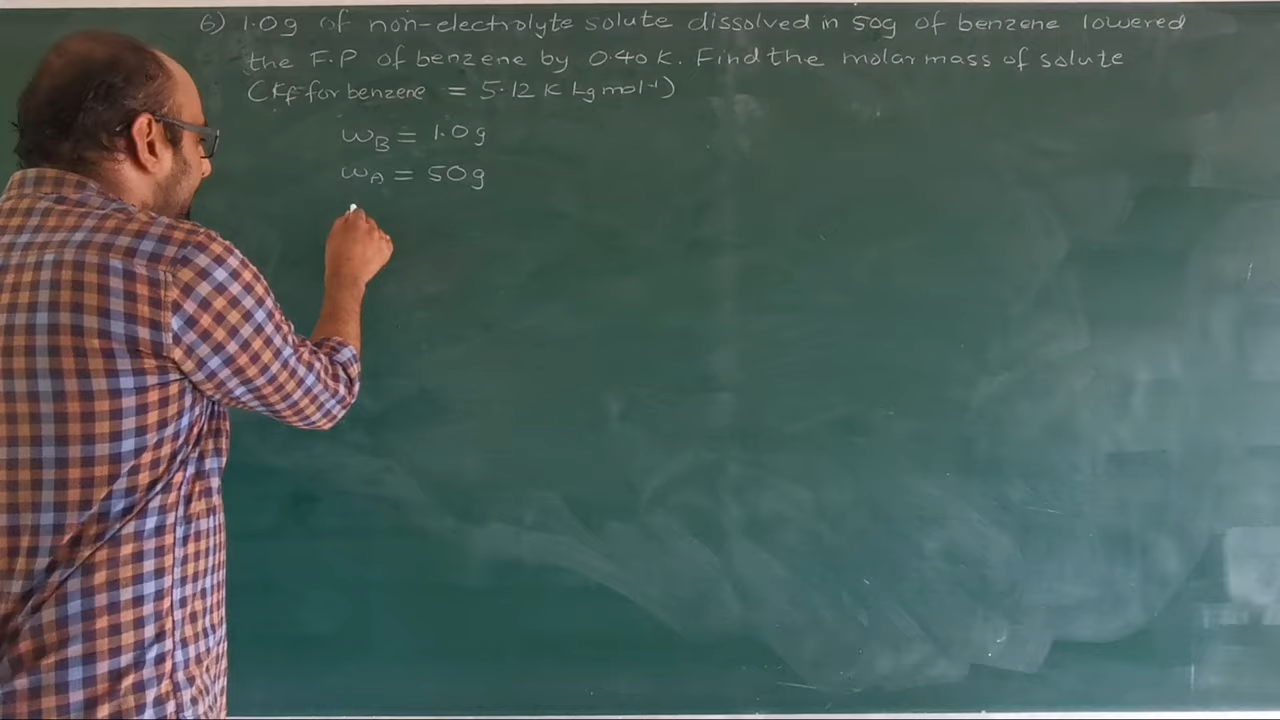 6) 1.0g of non-electrolyte solute dissolved in 50g of benzene lowered
the F.P of benzene by 0.40 K. Find the molar mass of solute
(Kf for benzene = 5.12 K kg mol⁻¹)
wB = 1.0g
wA = 50g